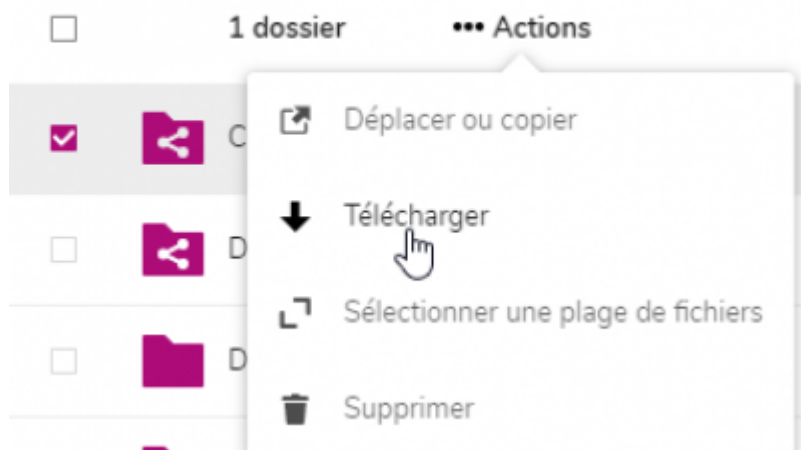 1 dossier ••• Actions
C
Déplacer ou copier
Télécharger
D
Sélectionner une plage de fichiers
D
Supprimer